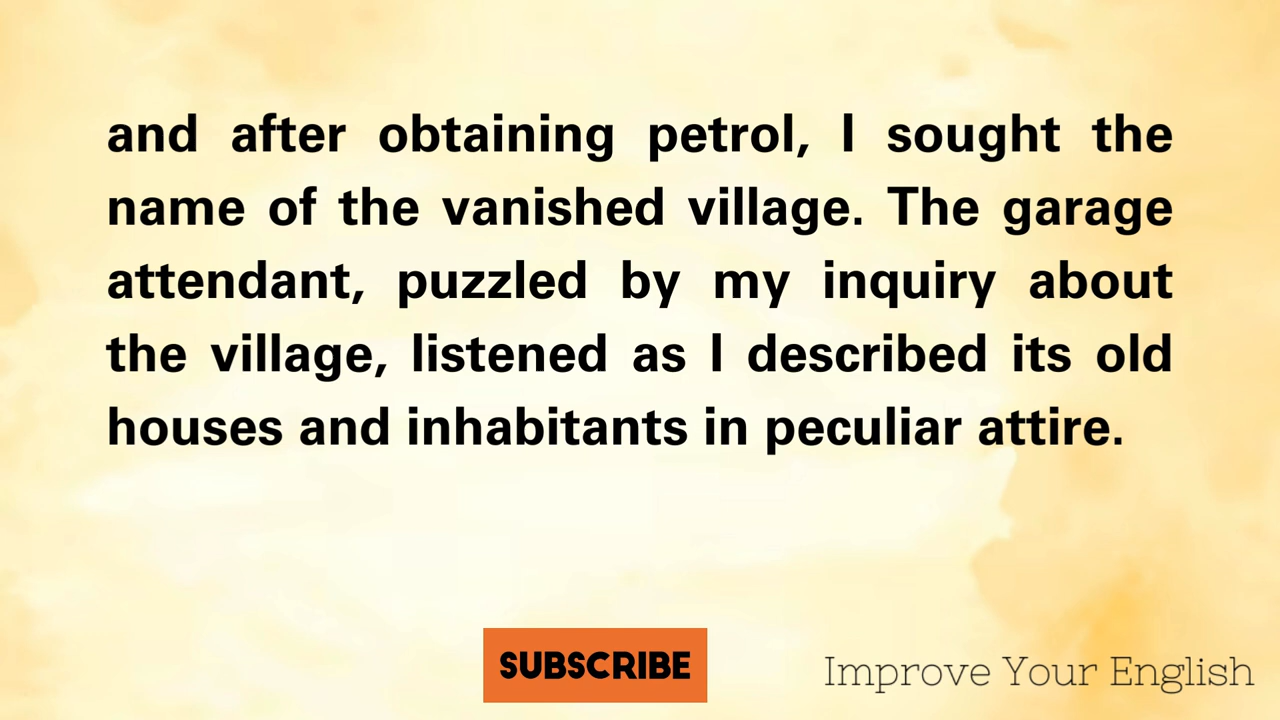 and after obtaining petrol, I sought the
name of the vanished village. The garage
attendant, puzzled by my inquiry about
the village, listened as I described its old
houses and inhabitants in peculiar attire.
SUBSCRIBE
Improve Your English